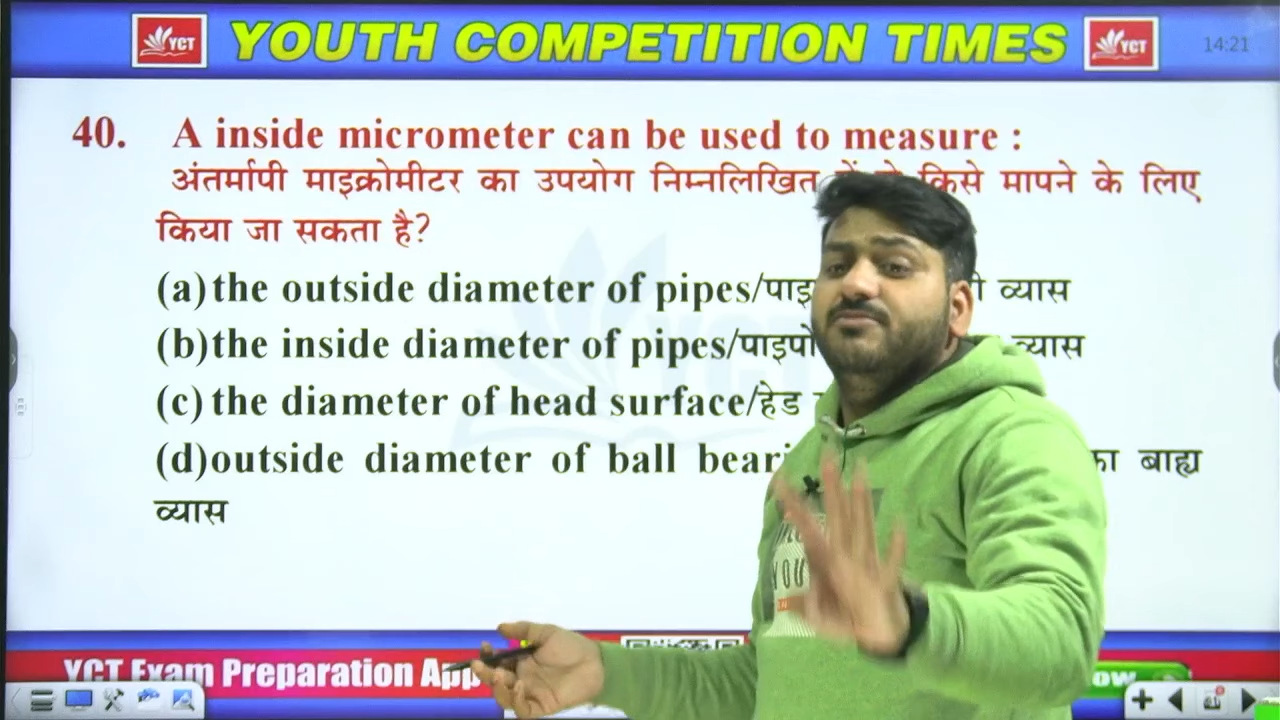 YCT YOUTH COMPETITION TIMES YCT 14:21
40. A inside micrometer can be used to measure :
अंतर्मापी माइक्रोमीटर का उपयोग निम्नलिखित किसे मापने के लिए
किया जा सकता है?
(a) the outside diameter of pipes/ व्यास
(b) the inside diameter of pipes/ व्यास
(c) the diameter of head surface/हेड
(d) outside diameter of ball बाह्य
व्यास
YOU
YCT Exam Preparation App